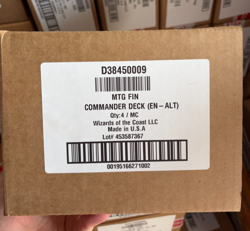 D38450009
MTG FIN
COMMANDER DECK (EN-ALT)
Qty:4 / MC
Wizards of the Coast LLC
Made in U.S.A
Lot# 453587367
00195166271002